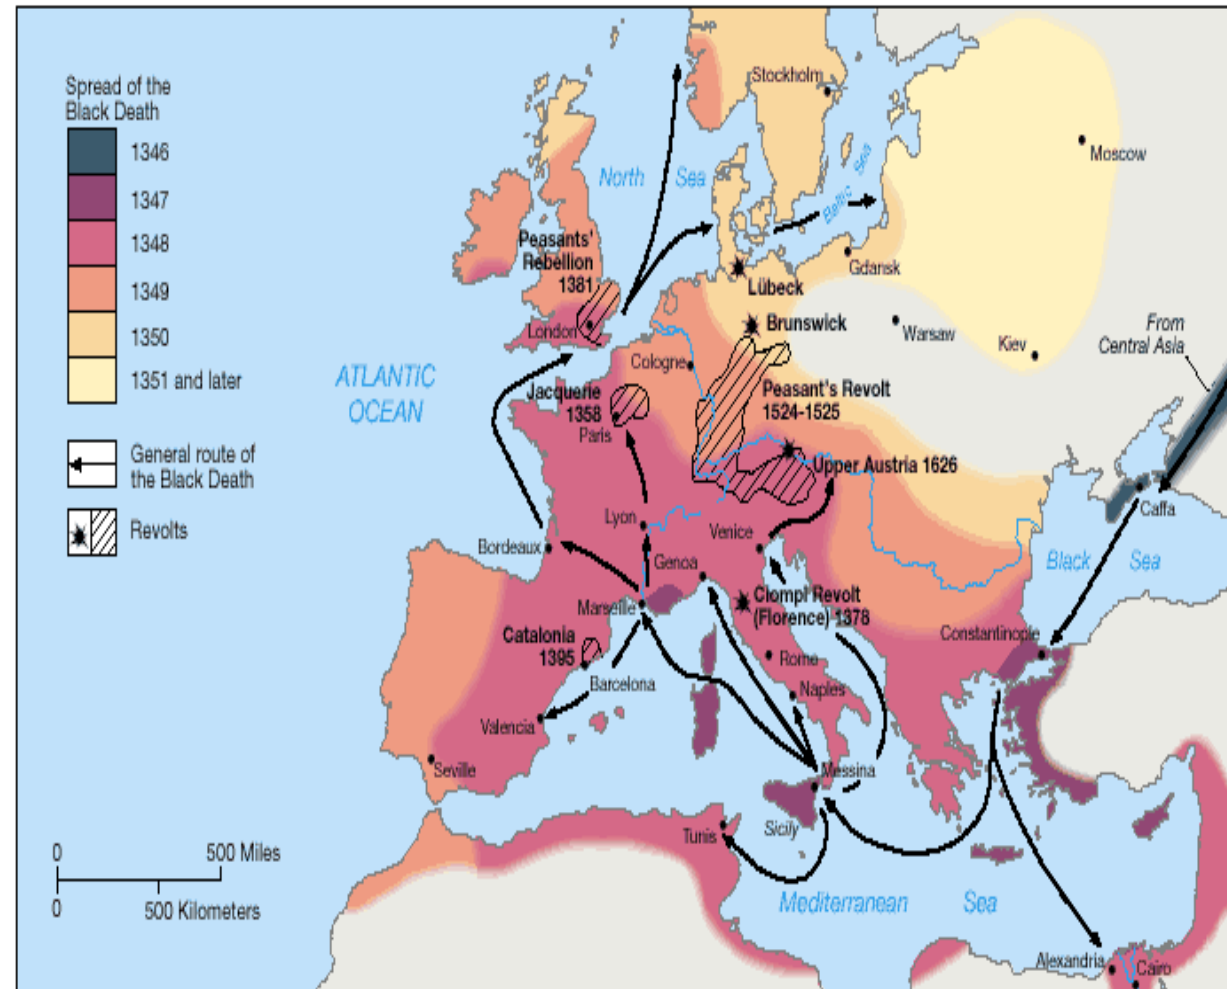 Spread of the
Black Death
1346
1347
1348
1349
1350
1351 and later
General route of
the Black Death
Revolts
0 500 Miles
0 500 Kilometers
ATLANTIC
OCEAN
North Sea
Baltic Sea
Stockholm
Moscow
Peasants'
Rebellion
1381
London
Gdansk
Lübeck
Brunswick
Warsaw
Kiev
From
Central Asia
Cologne
Jacquerie
1358
Paris
Peasant's Revolt
1524-1525
Upper Austria 1626
Lyon
Venice
Caffa
Bordeaux
Genoa
Black Sea
Marseille
Ciompl Revolt
(Florence) 1378
Catalonia
1395
Constantinople
Rome
Barcelona
Naples
Valencia
Seville
Messina
Sicily
Tunis
Mediterranean Sea
Alexandria
Cairo